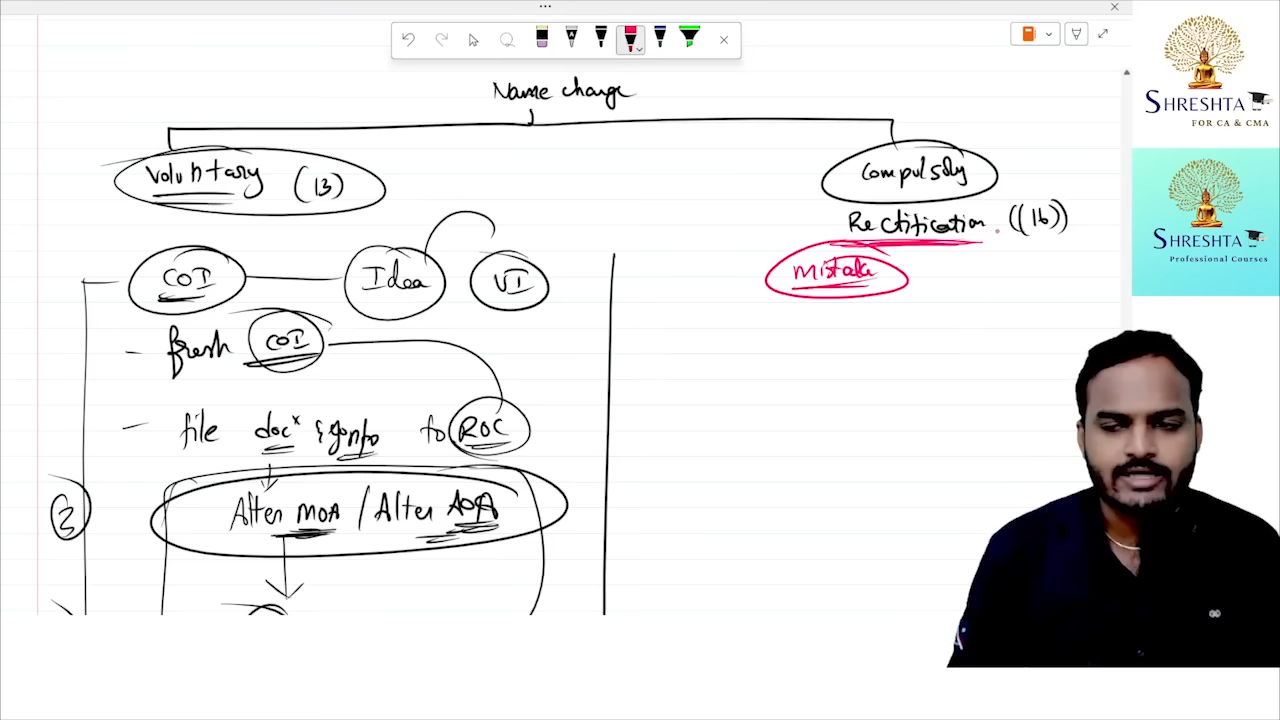 Name change
Voluntary (13)
Compulsory
Rectification ((16))
Mistake
COI Idea VI
- fresh COI
- file doc x & Info to ROC
2 Alter MOA / Alter AOA
SHRESHTA
FOR CA & CMA
SHRESHTA
Professional Courses